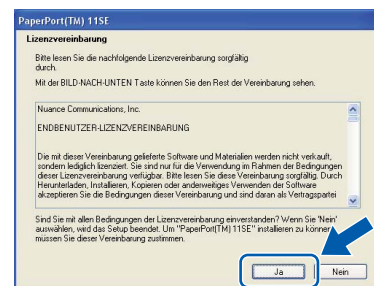 PaperPort(TM) 11SE
Lizenzvereinbarung
Bitte lesen Sie die nachfolgende Lizenzvereinbarung sorgfältig
durch.
Mit der BILD-NACH-UNTEN Taste können Sie den Rest der Vereinbarung sehen.
Nuance Communications, Inc.
ENDBENUTZER-LIZENZVEREINBARUNG
Die mit dieser Vereinbarung gelieferte Software und Materialien werden nicht verkauft,
sondern lediglich lizenziert. Sie sind nur für die Verwendung im Rahmen der Bedingungen
dieser Lizenzvereinbarung verfügbar. Bitte lesen Sie diese Vereinbarung sorgfältig. Durch
Herunterladen, Installieren, Kopieren oder anderweitiges Verwenden der Software
akzeptieren Sie die Bedingungen dieser Vereinbarung und sind daran als Vertragspartei
Sind Sie mit allen Bedingungen der Lizenzvereinbarung einverstanden? Wenn Sie 'Nein'
auswählen, wird das Setup beendet. Um "PaperPort(TM) 11SE" installieren zu können
müssen Sie dieser Vereinbarung zustimmen.
Ja
Nein